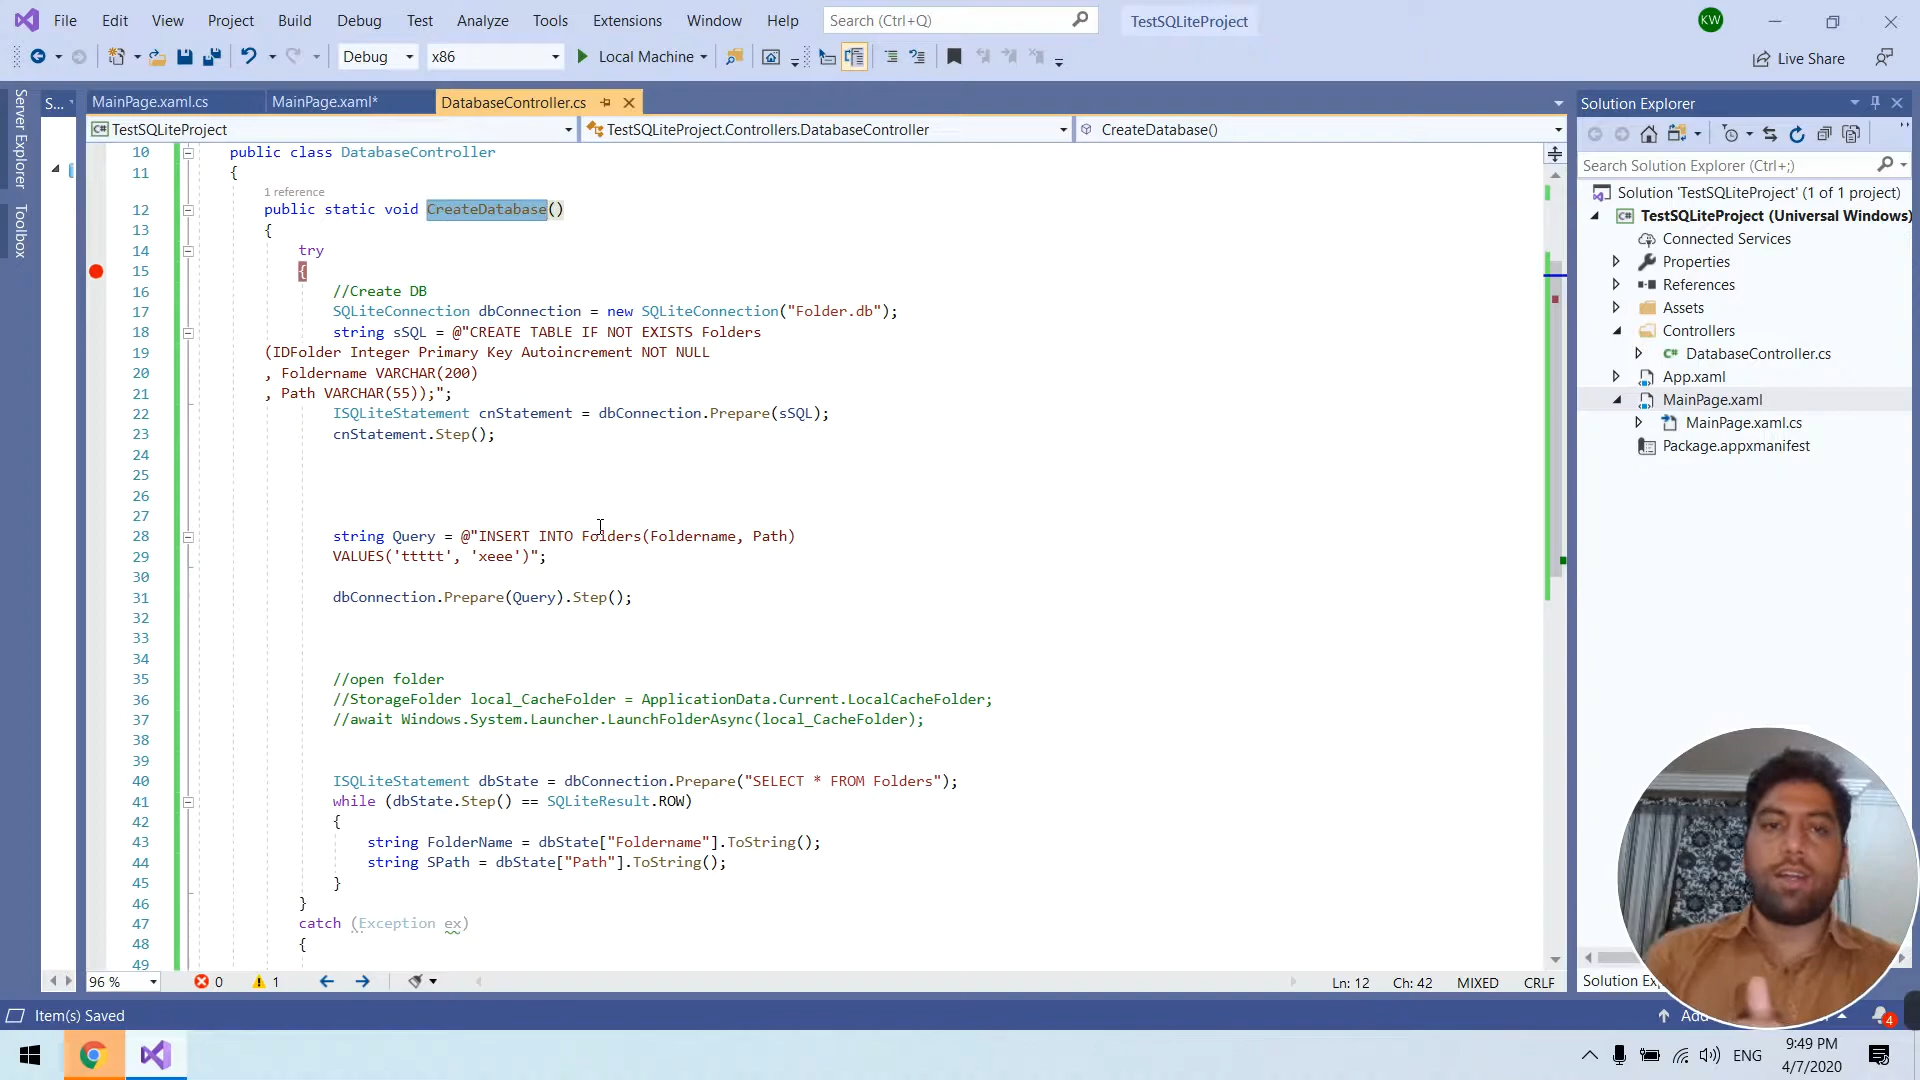 File Edit View Project Build Debug Test Analyze Tools Extensions Window Help Search (Ctrl+Q) TestSQLiteProject KW
Debug x86 Local Machine Live Share
Server Explorer
Toolbox
S... MainPage.xaml.cs MainPage.xaml* DatabaseController.cs
TestSQLiteProject TestSQLiteProject.Controllers.DatabaseController CreateDatabase()
10 public class DatabaseController
11 {
1 reference
12 public static void CreateDatabase()
13 {
14 try
15 {
16 //Create DB
17 SQLiteConnection dbConnection = new SQLiteConnection("Folder.db");
18 string sSQL = @"CREATE TABLE IF NOT EXISTS Folders
19 (IDFolder Integer Primary Key Autoincrement NOT NULL
20 , Foldername VARCHAR(200)
21 , Path VARCHAR(55));";
22 ISQLiteStatement cnStatement = dbConnection.Prepare(sSQL);
23 cnStatement.Step();
24
25
26
27
28 string Query = @"INSERT INTO Folders(Foldername, Path)
29 VALUES('ttttt', 'xeee')";
30
31 dbConnection.Prepare(Query).Step();
32
33
34
35 //open folder
36 //StorageFolder local_CacheFolder = ApplicationData.Current.LocalCacheFolder;
37 //await Windows.System.Launcher.LaunchFolderAsync(local_CacheFolder);
38
39
40 ISQLiteStatement dbState = dbConnection.Prepare("SELECT * FROM Folders");
41 while (dbState.Step() == SQLiteResult.ROW)
42 {
43 string FolderName = dbState["Foldername"].ToString();
44 string SPath = dbState["Path"].ToString();
45 }
46 }
47 catch (Exception ex)
48 {
49
96 % 0 1 Ln: 12 Ch: 42 MIXED CRLF
Solution Explorer
Search Solution Explorer (Ctrl+;)
Solution 'TestSQLiteProject' (1 of 1 project)
TestSQLiteProject (Universal Windows)
Connected Services
Properties
References
Assets
Controllers
DatabaseController.cs
App.xaml
MainPage.xaml
MainPage.xaml.cs
Package.appxmanifest
Solution Ex
Item(s) Saved
4
ENG
9:49 PM
4/7/2020